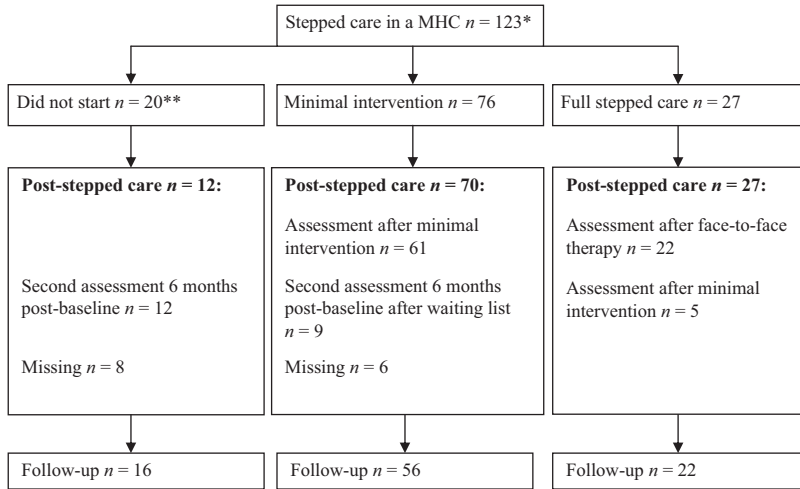 Stepped care in a MHC n = 123*
Did not start n = 20**
Minimal intervention n = 76
Full stepped care n = 27
Post-stepped care n = 12:
Second assessment 6 months
post-baseline n = 12
Missing n = 8
Post-stepped care n = 70:
Assessment after minimal
intervention n = 61
Second assessment 6 months
post-baseline after waiting list
n = 9
Missing n = 6
Post-stepped care n = 27:
Assessment after face-to-face
therapy n = 22
Assessment after minimal
intervention n = 5
Follow-up n = 16
Follow-up n = 56
Follow-up n = 22